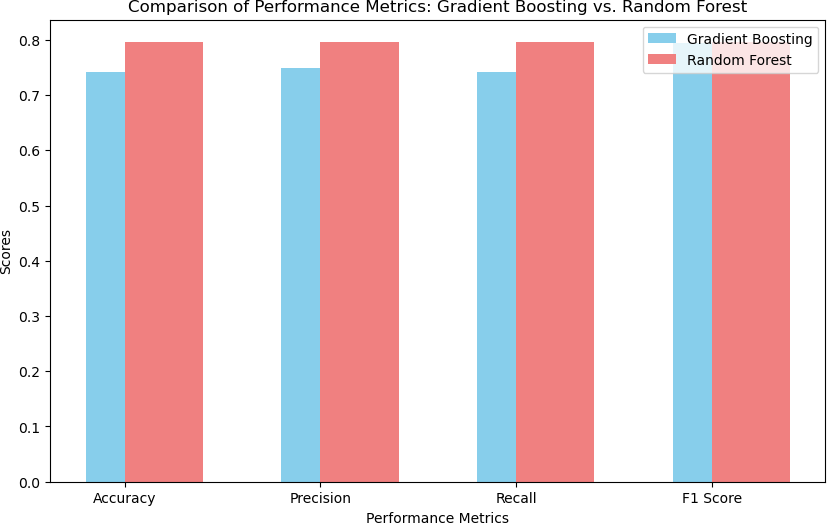 Comparison of Performance Metrics: Gradient Boosting vs. Random Forest
Gradient Boosting
Random Forest
0.8
0.7
0.6
0.5
0.4
0.3
0.2
0.1
0.0
Scores
Accuracy
Precision
Recall
F1 Score
Performance Metrics